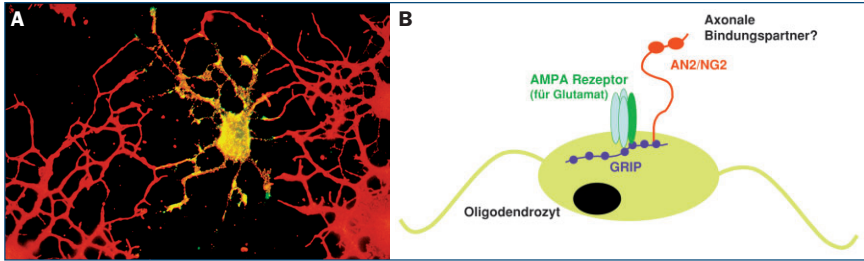 A
B
Axonale
Bindungspartner?
AN2/NG2
AMPA Rezeptor
(für Glutamat)
GRIP
Oligodendrozyt